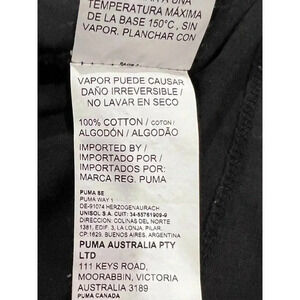 TEMPERATURA MÁXIMA
DE LA BASE 150°C , SIN
VAPOR. PLANCHAR CON
VAPOR PUEDE CAUSAR
DAÑO IRREVERSIBLE /
NO LAVAR EN SECO
100% COTTON / COTON /
ALGODÓN / ALGODÃO
IMPORTED BY /
IMPORTADO POR /
IMPORTADOS POR:
MARCA REG. PUMA
PUMA SE
PUMA WAY 1
DE-91074 HERZOGENAURACH
UNISOL S.A. CUIT: 34-55761909-9
DIRECCIÓN: COLINAS DEL NORTE
1381, EDIF. 3, LA LONJA, PILAR.
CP:1629, BUENOS AIRES, ARGENTINA
PUMA AUSTRALIA PTY
LTD
111 KEYS ROAD,
MOORABBIN, VICTORIA
AUSTRALIA 3189
PUMA CANADA